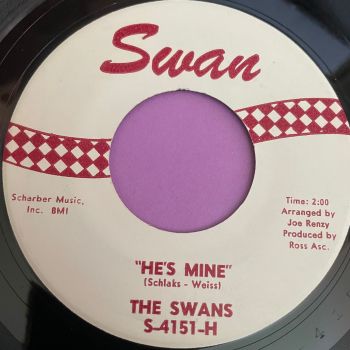 Swan
Scharber Music,
Inc. BMI
Time: 2:00
Arranged by
Joe Renzy
Produced by
Ross Asc.
"HE'S MINE"
(Schlaks - Weiss)
THE SWANS
S-4151-H